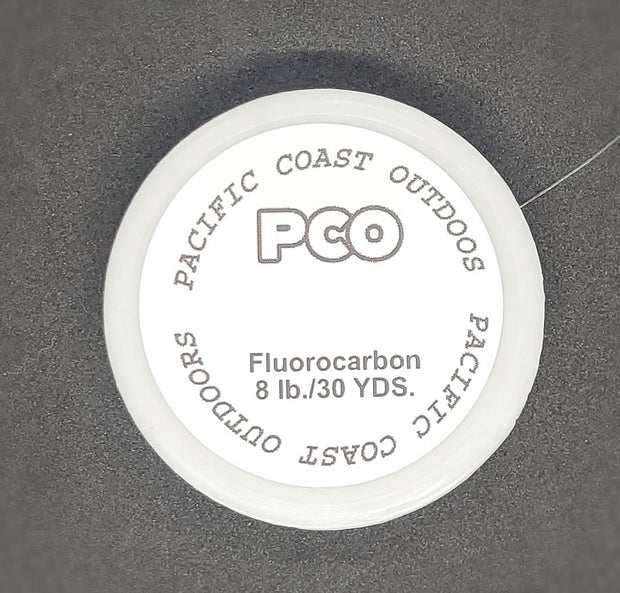 PACIFIC COAST OUTDOOS
PCO
Fluorocarbon
8 lb./30 YDS.
PACIFIC COAST OUTDOORS